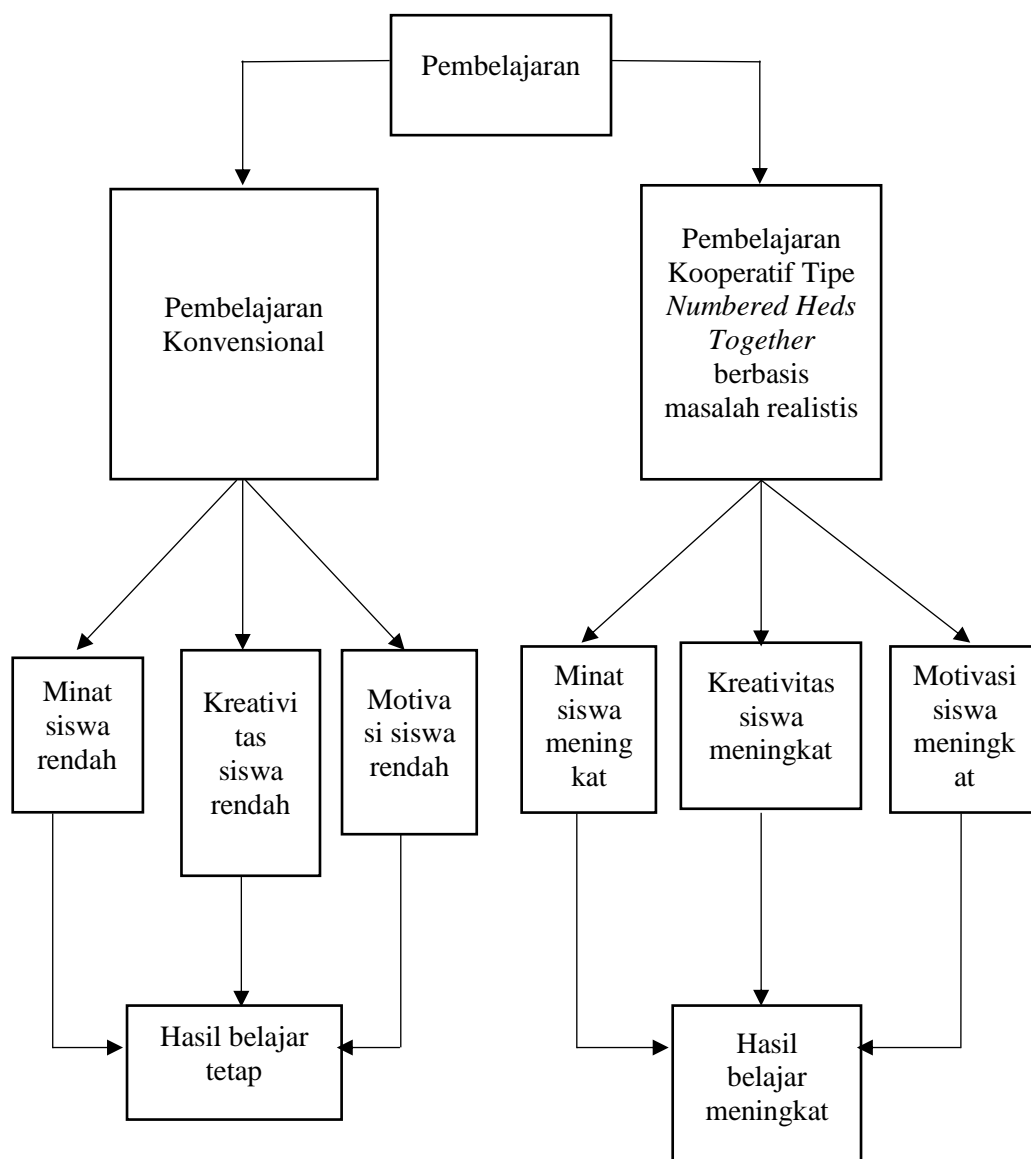 Pembelajaran
Pembelajaran
Konvensional
Pembelajaran
Kooperatif Tipe
Numbered Heds
Together
berbasis
masalah realistis
Minat
siswa
rendah
Kreativi
tas
siswa
rendah
Motiva
si siswa
rendah
Minat
siswa
mening
kat
Kreativitas
siswa
meningkat
Motivasi
siswa
meningk
at
Hasil belajar
tetap
Hasil
belajar
meningkat